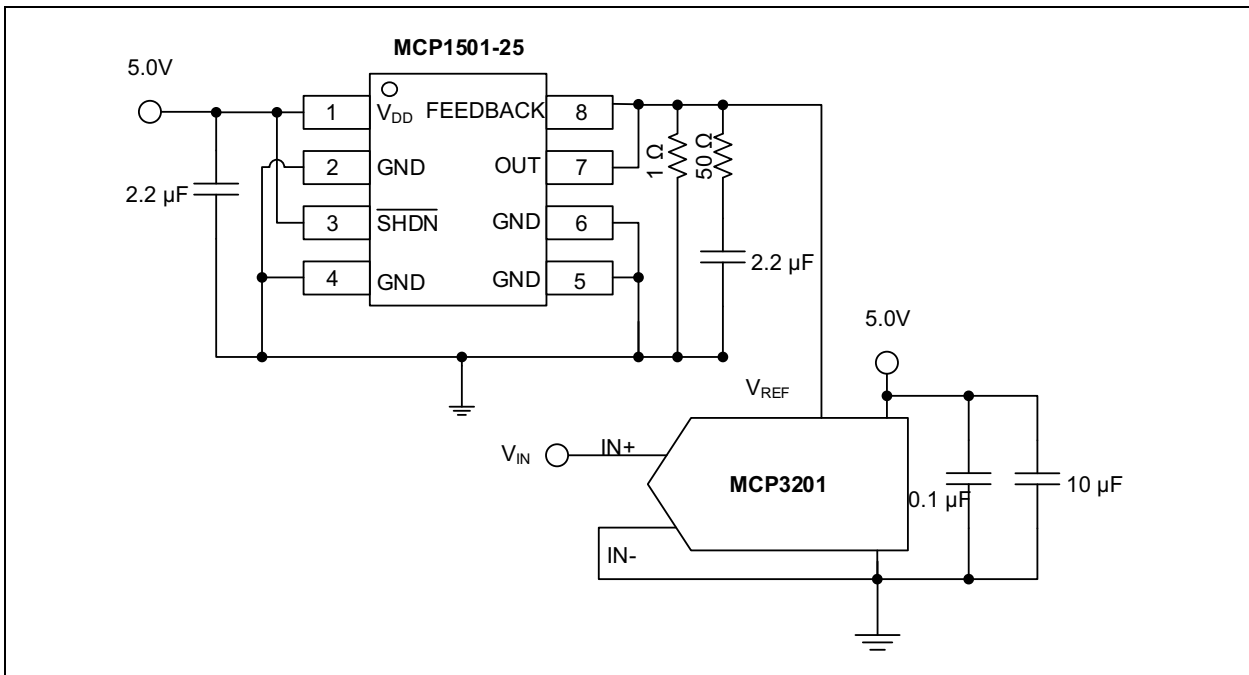 MCP1501-25
5.0V
1
VDD
FEEDBACK
8
2
GND
OUT
7
3
SHDN
GND
6
4
GND
GND
5
2.2 µF
1 Ω
50 Ω
2.2 µF
5.0V
VREF
VIN
IN+
MCP3201
0.1 µF
10 µF
IN-